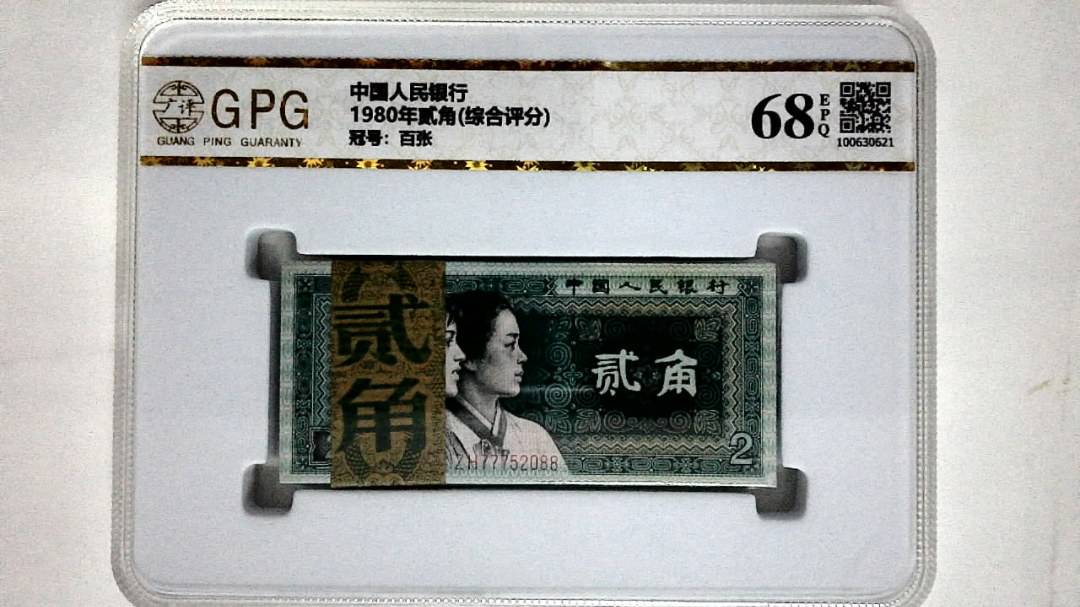 广评
GPG
GUANG PING GUARANTY
中国人民银行
1980年贰角(综合评分)
冠号：百张
68
EPQ
100630621
贰角
中国人民银行
贰角
ZH77752088
2